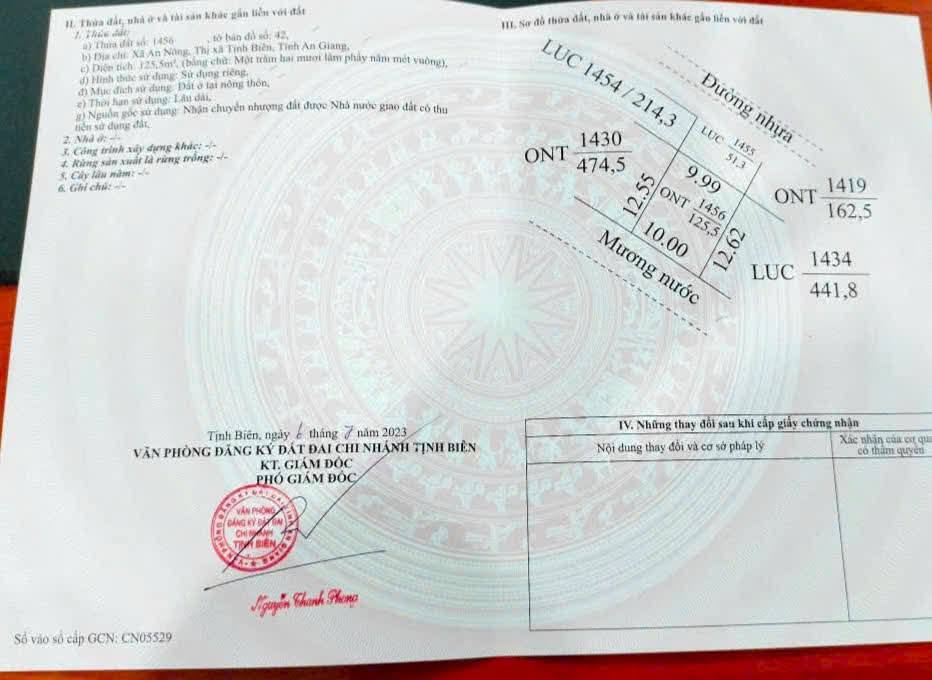 II. Thửa đất, nhà ở và tài sản khác gắn liền với đất
1. Thửa đất:
a) Thửa đất số: 1456 , tờ bản đồ số: 42,
b) Địa chỉ: Xã An Nông, Thị xã Tịnh Biên, Tỉnh An Giang,
c) Diện tích: 125,5m², (bằng chữ: Một trăm hai mươi lăm phẩy năm mét vuông),
d) Hình thức sử dụng: Sử dụng riêng,
đ) Mục đích sử dụng: Đất ở tại nông thôn,
e) Thời hạn sử dụng: Lâu dài,
g) Nguồn gốc sử dụng: Nhận chuyển nhượng đất được Nhà nước giao đất có thu
tiền sử dụng đất,
2. Nhà ở: -/-
3. Công trình xây dựng khác: -/-
4. Rừng sản xuất là rừng trồng: -/-
5. Cây lâu năm: -/-
6. Ghi chú: -/-
Tịnh Biên, ngày 6 tháng 7 năm 2023
VĂN PHÒNG ĐĂNG KÝ ĐẤT ĐAI CHI NHÁNH TỊNH BIÊN
KT. GIÁM ĐỐC
PHÓ GIÁM ĐỐC
VĂN PHÒNG
ĐĂNG KÝ ĐẤT ĐAI
CHI NHÁNH
TỊNH BIÊN
Nguyễn Thanh Phong
Số vào sổ cấp GCN: CN05529
III. Sơ đồ thửa đất, nhà ở và tài sản khác gắn liền với đất
LUC 1454 / 214,3
Đường nhựa
LUC 1455
51,3
ONT 1430
474,5
9.99
12.55
ONT 1456
125,5
10.00
12.62
Mương nước
ONT 1419
162,5
LUC 1434
441,8
IV. Những thay đổi sau khi cấp giấy chứng nhận
Nội dung thay đổi và cơ sở pháp lý
Xác nhận của cơ qua
có thẩm quyền